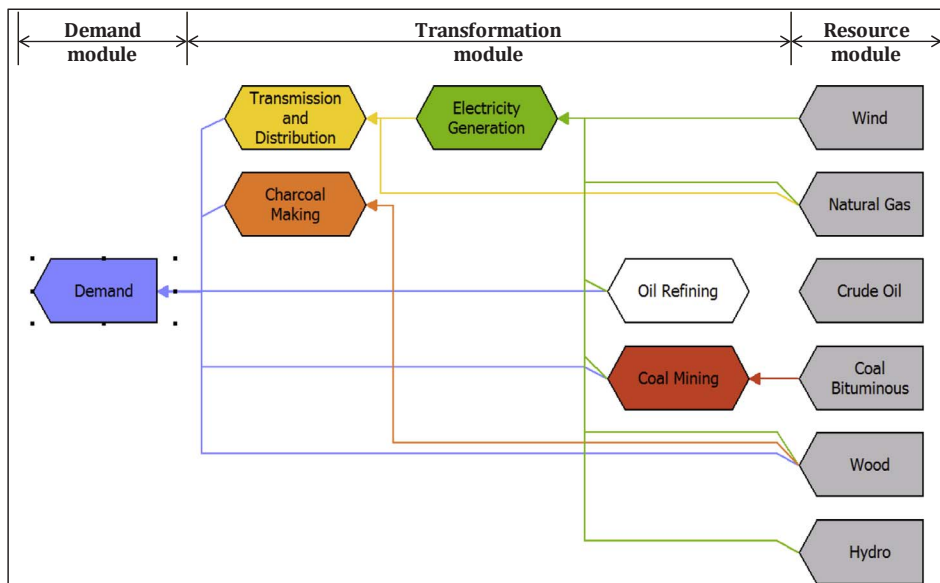 Demand
module
Transformation
module
Resource
module
Transmission
and
Distribution
Electricity
Generation
Wind
Charcoal
Making
Natural Gas
Demand
Oil Refining
Crude Oil
Coal Mining
Coal
Bituminous
Wood
Hydro